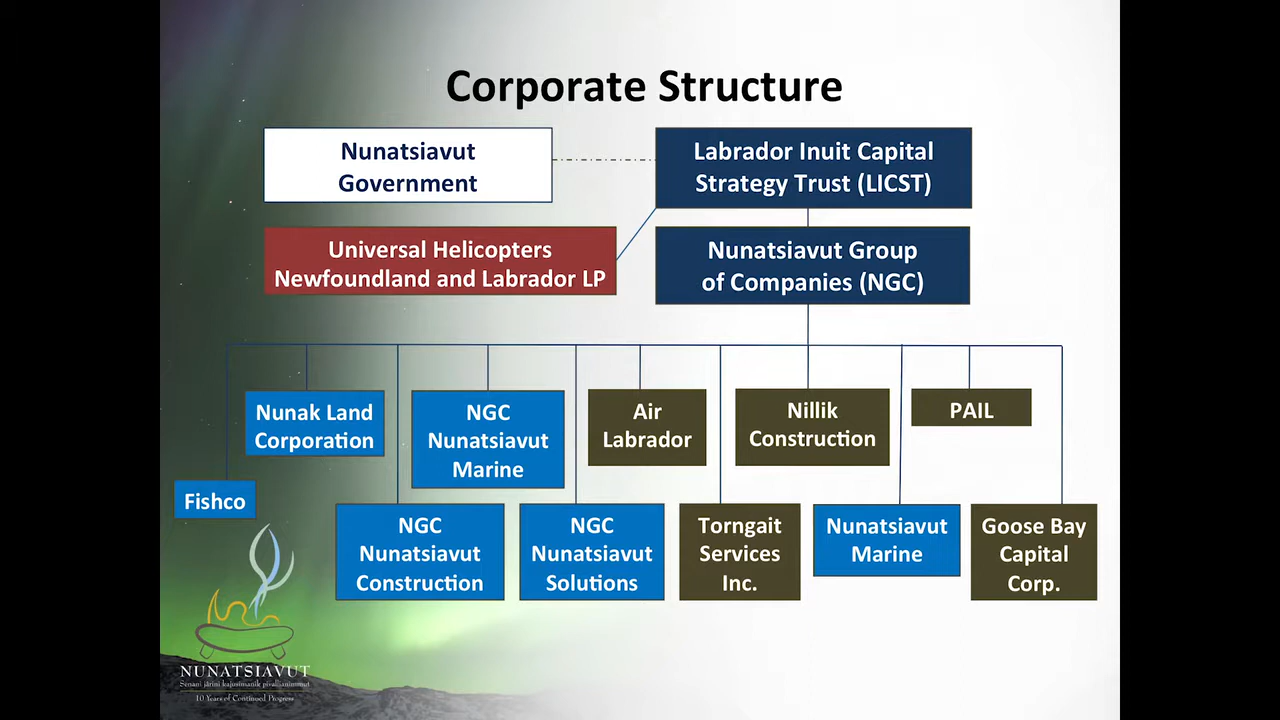 Corporate Structure
Nunatsiavut
Government
Labrador Inuit Capital
Strategy Trust (LICST)
Universal Helicopters
Newfoundland and Labrador LP
Nunatsiavut Group
of Companies (NGC)
Nunak Land
Corporation
NGC
Nunatsiavut
Marine
Air
Labrador
Nillik
Construction
PAIL
Fishco
NGC
Nunatsiavut
Construction
NGC
Nunatsiavut
Solutions
Torngait
Services
Inc.
Nunatsiavut
Marine
Goose Bay
Capital
Corp.
NUNATSIAVUT
10 Years of Continued Progress